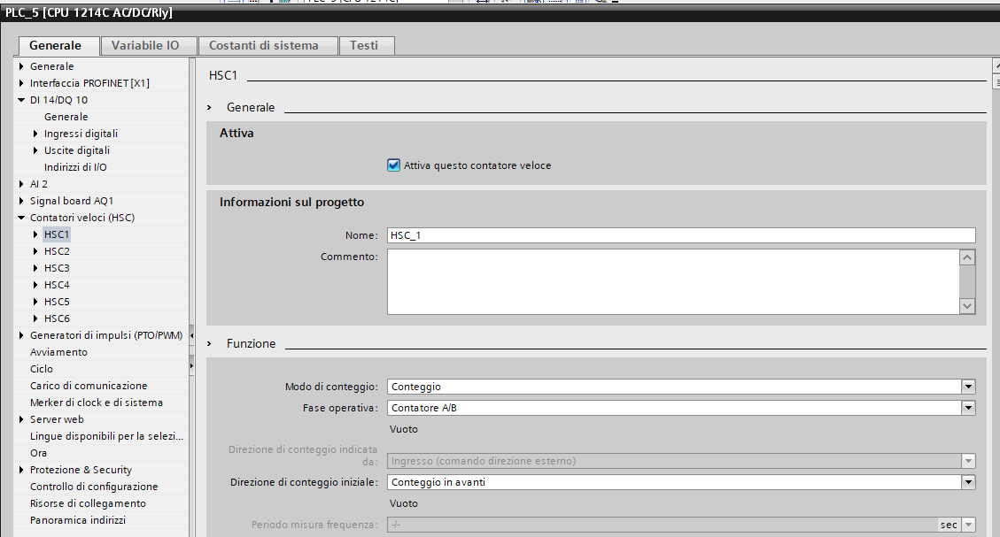 PLC_5 [CPU 1214C AC/DC/Rly]
Generale
Variabile IO
Costanti di sistema
Testi
Generale
Interfaccia PROFINET [X1]
DI 14/DQ 10
Generale
Ingressi digitali
Uscite digitali
Indirizzi di I/O
AI 2
Signal board AQ1
Contatori veloci (HSC)
HSC1
HSC2
HSC3
HSC4
HSC5
HSC6
Generatori di impulsi (PTO/PWM)
Avviamento
Ciclo
Carico di comunicazione
Merker di clock e di sistema
Server web
Lingue disponibili per la selezi...
Ora
Protezione & Security
Controllo di configurazione
Risorse di collegamento
Panoramica indirizzi
HSC1
Generale
Attiva
Attiva questo contatore veloce
Informazioni sul progetto
Nome: HSC_1
Commento:
Funzione
Modo di conteggio: Conteggio
Fase operativa: Contatore A/B
Vuoto
Direzione di conteggio indicata
da: Ingresso (comando direzione esterno)
Direzione di conteggio iniziale: Conteggio in avanti
Vuoto
Periodo misura frequenza: -/- sec